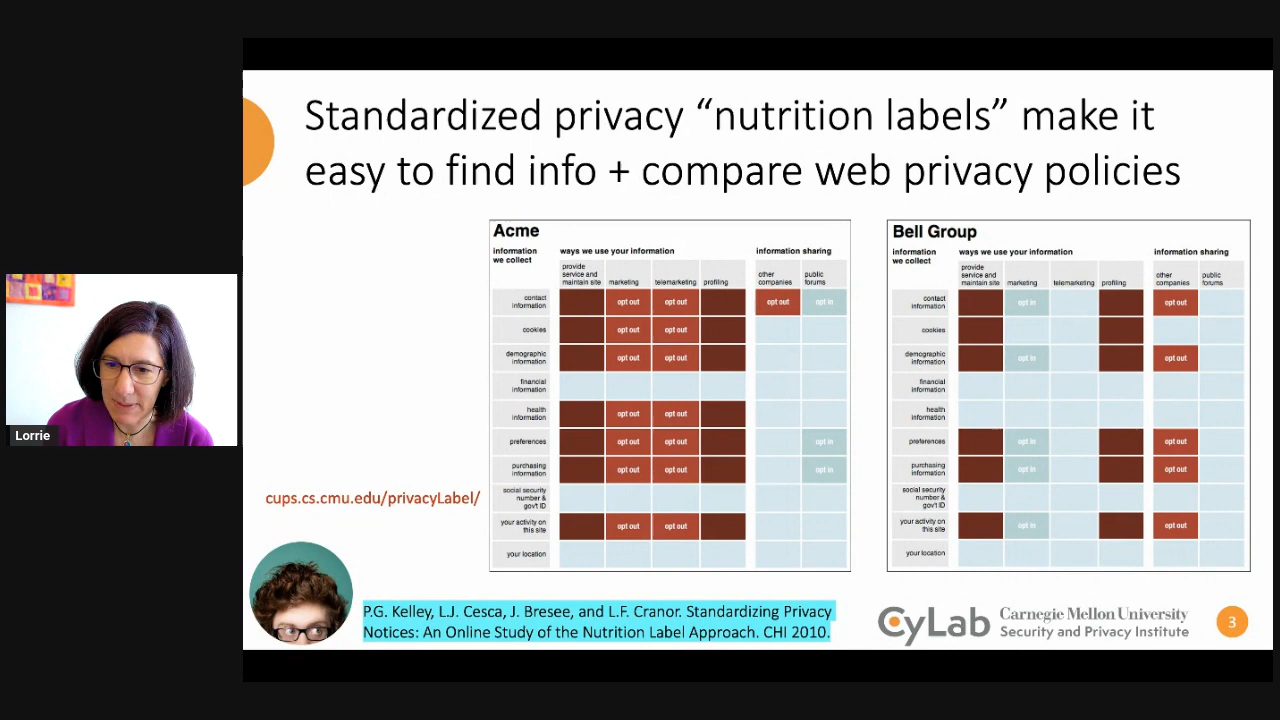 Standardized privacy “nutrition labels” make it
easy to find info + compare web privacy policies
Acme
information
we collect
ways we use your information
information sharing
provide
service and
maintain site
marketing
telemarketing
profiling
other
companies
public
forums
contact
information
opt out
opt out
opt out
opt in
cookies
opt out
opt out
demographic
information
opt out
opt out
financial
information
health
information
opt out
opt out
preferences
opt out
opt out
opt in
purchasing
information
opt out
opt out
opt in
social security
number &
gov't ID
your activity on
this site
opt out
opt out
your location
Bell Group
information
we collect
ways we use your information
information sharing
provide
service and
maintain site
marketing
telemarketing
profiling
other
companies
public
forums
contact
information
opt in
opt out
cookies
demographic
information
opt in
opt out
financial
information
health
information
preferences
opt in
opt out
purchasing
information
opt in
opt out
social security
number &
gov't ID
your activity on
this site
opt in
opt out
your location
Lorrie
cups.cs.cmu.edu/privacyLabel/
P.G. Kelley, L.J. Cesca, J. Bresee, and L.F. Cranor. Standardizing Privacy
Notices: An Online Study of the Nutrition Label Approach. CHI 2010.
CyLab
Carnegie Mellon University
Security and Privacy Institute
3